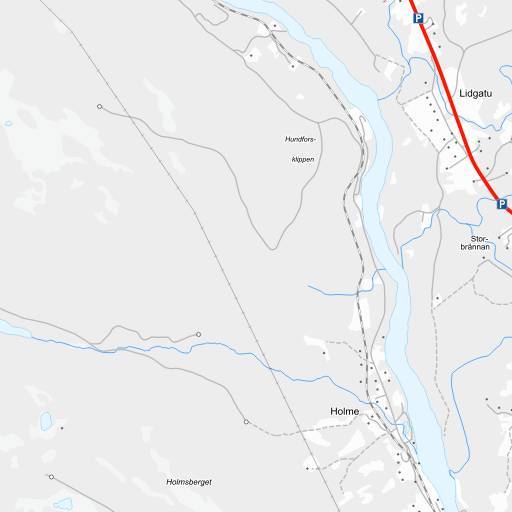 P
Lidgatu
Hundfors-
klippen
P
Stor-
brännan
Holme
Holmsberget